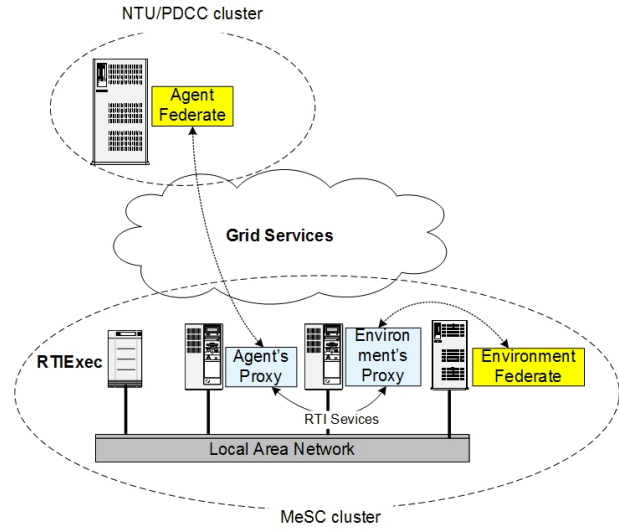 NTU/PDCC cluster
Agent
Federate
Grid Services
RTIExec
Agent's
Proxy
Environ
ment's
Proxy
Environment
Federate
RTI Sevices
Local Area Network
MeSC cluster